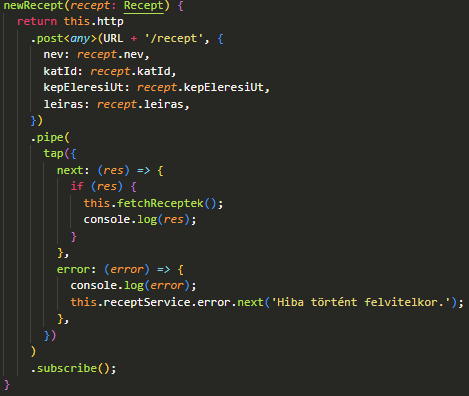 newRecept(recept: Recept) {
return this.http
.post<any>(URL + '/recept', {
nev: recept.nev,
katId: recept.katId,
kepEleresiUt: recept.kepEleresiUt,
leiras: recept.leiras,
})
.pipe(
tap({
next: (res) => {
if (res) {
this.fetchReceptek();
console.log(res);
}
},
error: (error) => {
console.log(error);
this.receptService.error.next('Hiba történt felvitelkor.');
},
})
)
.subscribe();
}